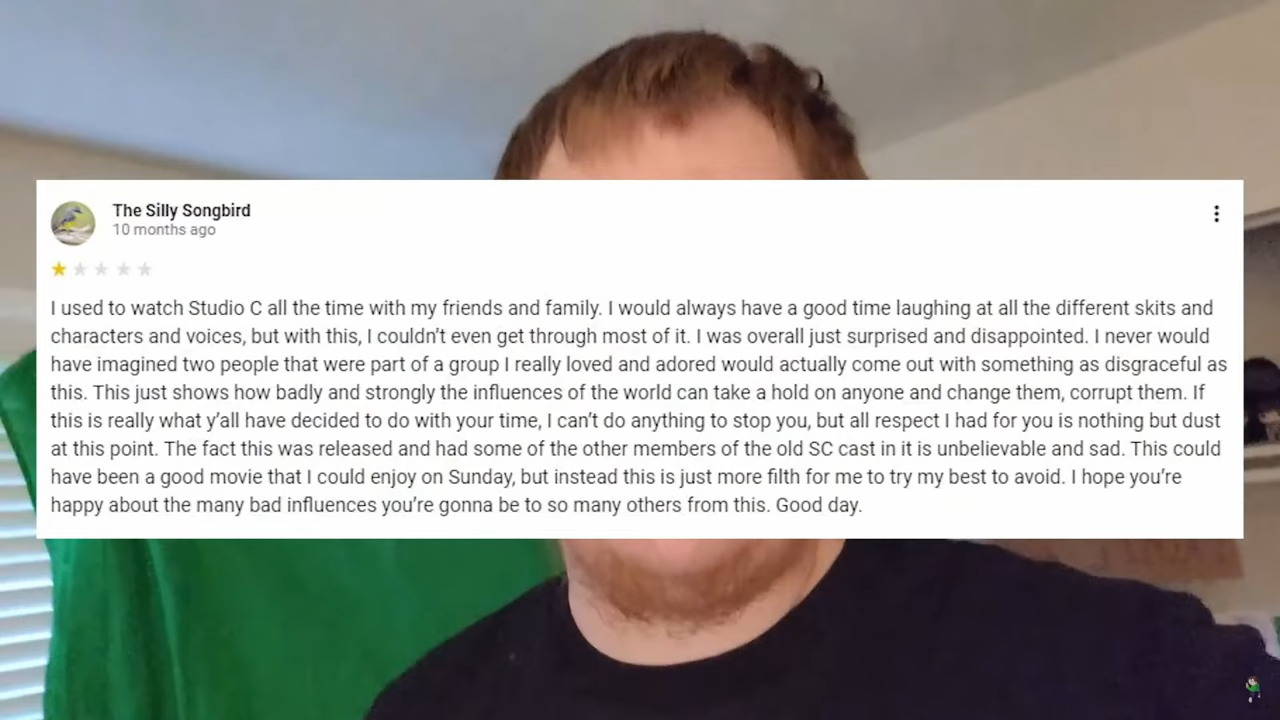 The Silly Songbird
10 months ago
I used to watch Studio C all the time with my friends and family. I would always have a good time laughing at all the different skits and
characters and voices, but with this, I couldn’t even get through most of it. I was overall just surprised and disappointed. I never would
have imagined two people that were part of a group I really loved and adored would actually come out with something as disgraceful as
this. This just shows how badly and strongly the influences of the world can take a hold on anyone and change them, corrupt them. If
this is really what y’all have decided to do with your time, I can’t do anything to stop you, but all respect I had for you is nothing but dust
at this point. The fact this was released and had some of the other members of the old SC cast in it is unbelievable and sad. This could
have been a good movie that I could enjoy on Sunday, but instead this is just more filth for me to try my best to avoid. I hope you’re
happy about the many bad influences you’re gonna be to so many others from this. Good day.